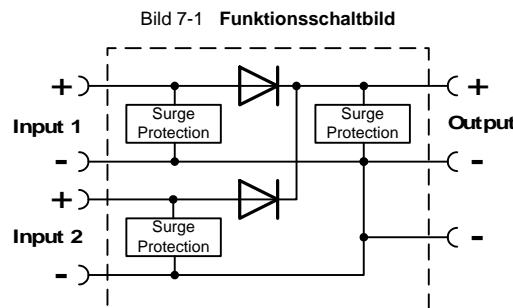 Bild 7-1 Funktionsschaltbild
+
+
Surge
Protection
Surge
Protection
Input 1
Output
-
-
+
Surge
Protection
Input 2
-
-